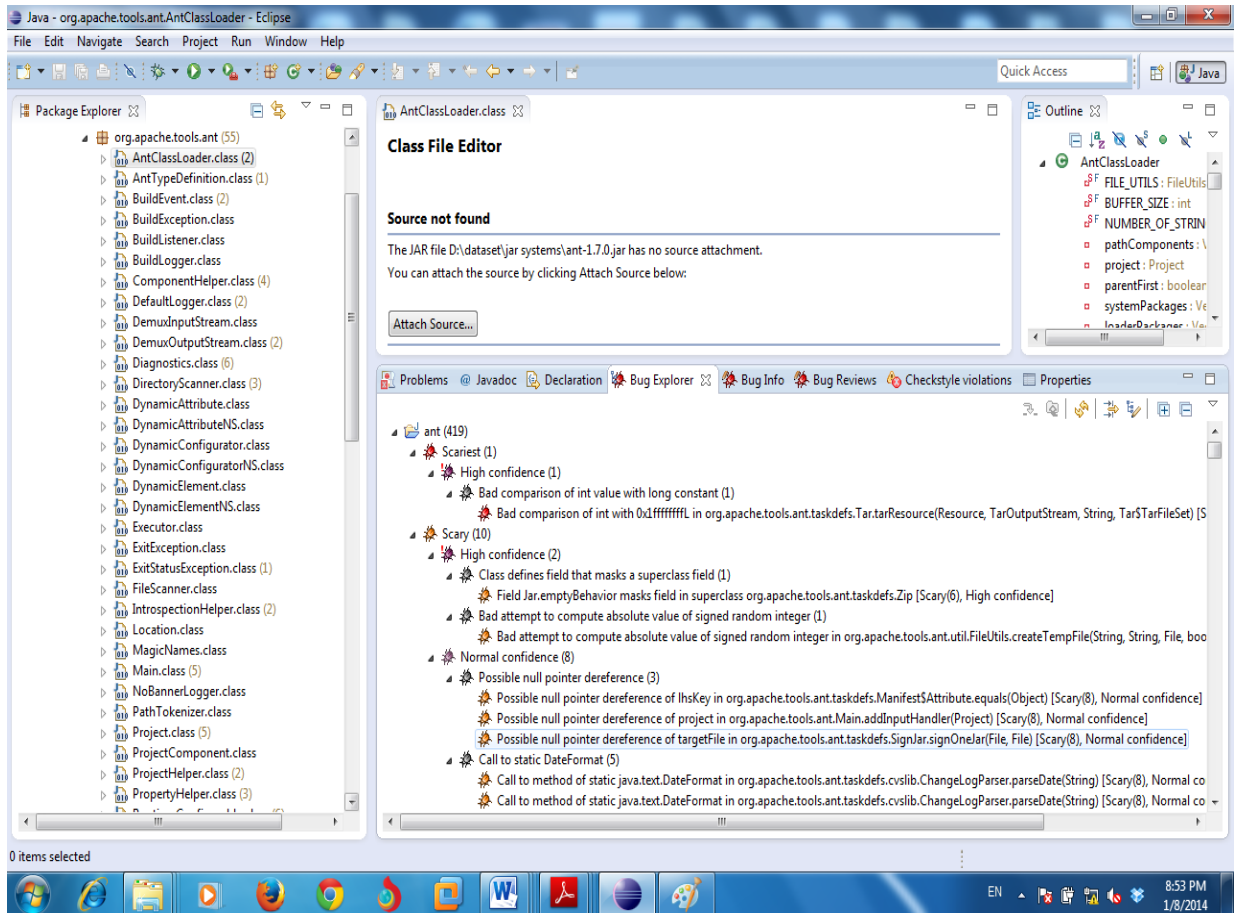 Java - org.apache.tools.ant.AntClassLoader - Eclipse
File Edit Navigate Search Project Run Window Help
Quick Access
Java
Package Explorer
org.apache.tools.ant (55)
AntClassLoader.class (2)
AntTypeDefinition.class (1)
BuildEvent.class (2)
BuildException.class
BuildListener.class
BuildLogger.class
ComponentHelper.class (4)
DefaultLogger.class (2)
DemuxInputStream.class
DemuxOutputStream.class (2)
Diagnostics.class (6)
DirectoryScanner.class (3)
DynamicAttribute.class
DynamicAttributeNS.class
DynamicConfigurator.class
DynamicConfiguratorNS.class
DynamicElement.class
DynamicElementNS.class
Executor.class
ExitException.class
ExitStatusException.class (1)
FileScanner.class
IntrospectionHelper.class (2)
Location.class
MagicNames.class
Main.class (5)
NoBannerLogger.class
PathTokenizer.class
Project.class (5)
ProjectComponent.class
ProjectHelper.class (2)
PropertyHelper.class (3)
AntClassLoader.class
Class File Editor
Source not found
The JAR file D:\dataset\jar systems\ant-1.7.0.jar has no source attachment.
You can attach the source by clicking Attach Source below:
Attach Source...
Outline
AntClassLoader
FILE_UTILS : FileUtils
BUFFER_SIZE : int
NUMBER_OF_STRIN
pathComponents : V
project : Project
parentFirst : boolear
systemPackages : Ve
loaderPackages : Ve
Problems @ Javadoc Declaration Bug Explorer Bug Info Bug Reviews Checkstyle violations Properties
ant (419)
Scariest (1)
High confidence (1)
Bad comparison of int value with long constant (1)
Bad comparison of int with 0x1ffffffffL in org.apache.tools.ant.taskdefs.Tar.tarResource(Resource, TarOutputStream, String, Tar$TarFileSet) [S
Scary (10)
High confidence (2)
Class defines field that masks a superclass field (1)
Field Jar.emptyBehavior masks field in superclass org.apache.tools.ant.taskdefs.Zip [Scary(6), High confidence]
Bad attempt to compute absolute value of signed random integer (1)
Bad attempt to compute absolute value of signed random integer in org.apache.tools.ant.util.FileUtils.createTempFile(String, String, File, boo
Normal confidence (8)
Possible null pointer dereference (3)
Possible null pointer dereference of lhsKey in org.apache.tools.ant.taskdefs.Manifest$Attribute.equals(Object) [Scary(8), Normal confidence]
Possible null pointer dereference of project in org.apache.tools.ant.Main.addInputHandler(Project) [Scary(8), Normal confidence]
Possible null pointer dereference of targetFile in org.apache.tools.ant.taskdefs.SignJar.signOneJar(File, File) [Scary(8), Normal confidence]
Call to static DateFormat (5)
Call to method of static java.text.DateFormat in org.apache.tools.ant.taskdefs.cvslib.ChangeLogParser.parseDate(String) [Scary(8), Normal co
Call to method of static java.text.DateFormat in org.apache.tools.ant.taskdefs.cvslib.ChangeLogParser.parseDate(String) [Scary(8), Normal co
0 items selected
EN
8:53 PM
1/8/2014